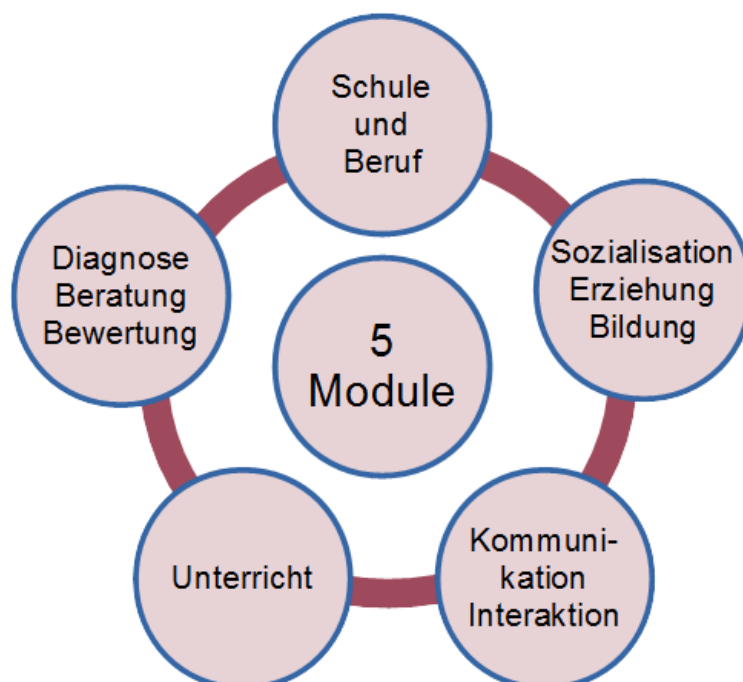 Schule
und
Beruf
Sozialisation
Erziehung
Bildung
Kommuni-
kation
Interaktion
Unterricht
Diagnose
Beratung
Bewertung
5
Module